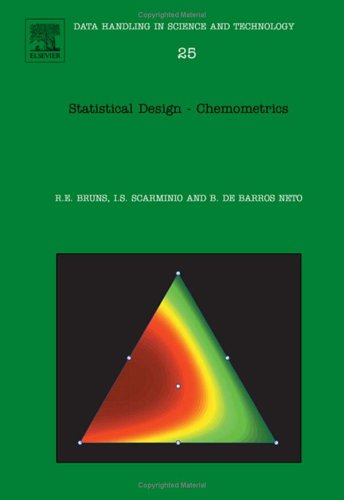 Copyrighted Material
DATA HANDLING IN SCIENCE AND TECHNOLOGY
ELSEVIER
25
Statistical Design - Chemometrics
R.E. BRUNS, I.S. SCARMINIO AND B. DE BARROS NETO
Copyrighted Material